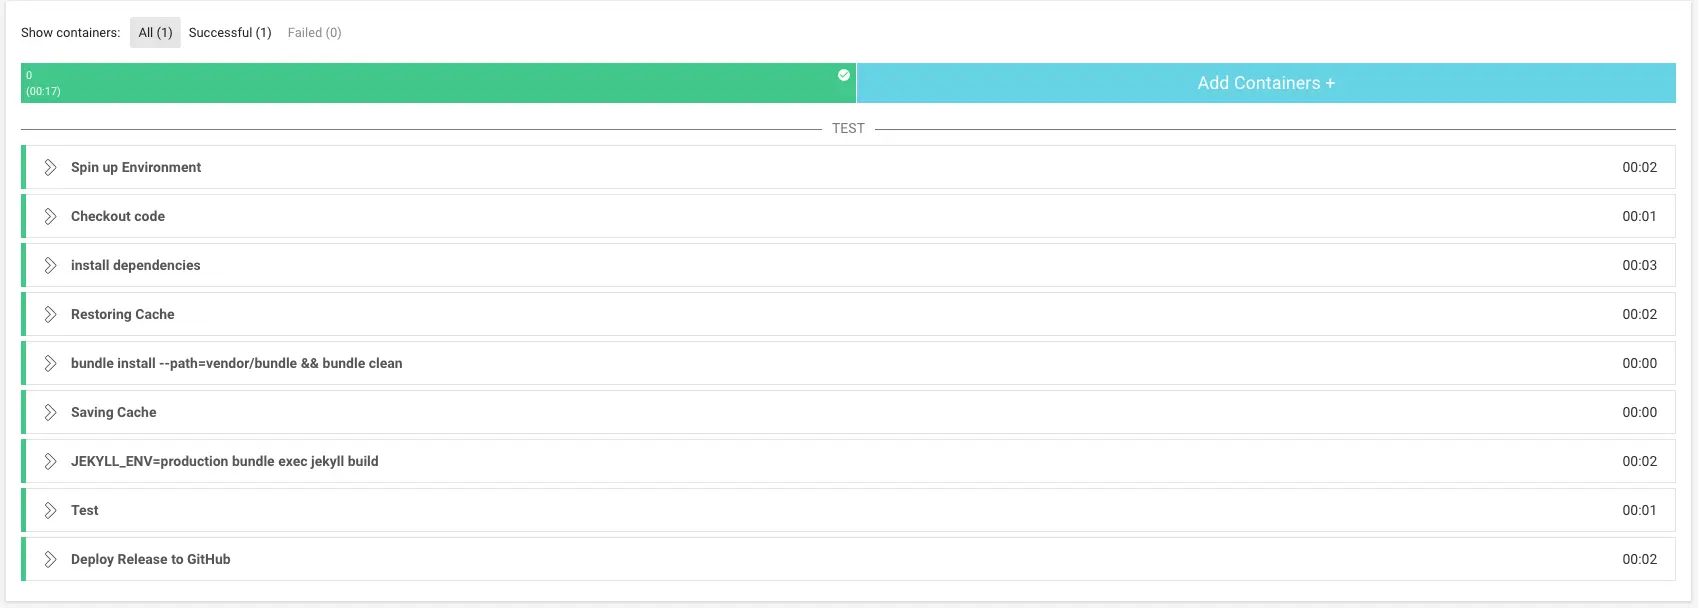 Show containers: All (1) Successful (1) Failed (0)
0
(00:17)
Add Containers +
TEST
Spin up Environment 00:02
Checkout code 00:01
install dependencies 00:03
Restoring Cache 00:02
bundle install --path=vendor/bundle && bundle clean 00:00
Saving Cache 00:00
JEKYLL_ENV=production bundle exec jekyll build 00:02
Test 00:01
Deploy Release to GitHub 00:02